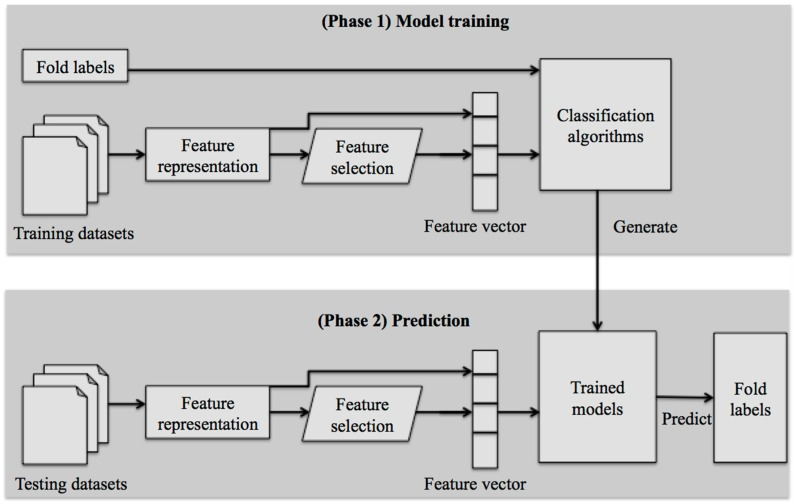 (Phase 1) Model training
Fold labels
Feature
representation
Feature
selection
Classification
algorithms
Training datasets
Feature vector
Generate
(Phase 2) Prediction
Feature
representation
Feature
selection
Trained
models
Predict
Fold
labels
Testing datasets
Feature vector